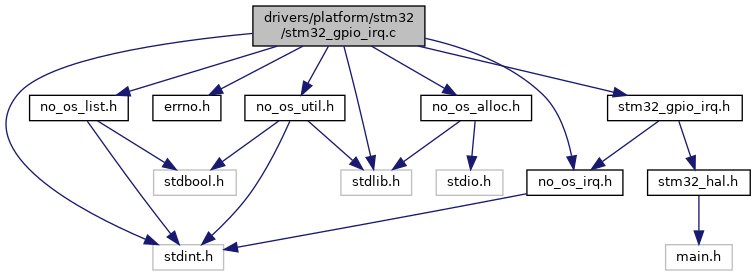 drivers/platform/stm32
/stm32_gpio_irq.c
no_os_list.h
errno.h
no_os_util.h
no_os_alloc.h
stm32_gpio_irq.h
stdbool.h
stdlib.h
stdio.h
no_os_irq.h
stm32_hal.h
stdint.h
main.h